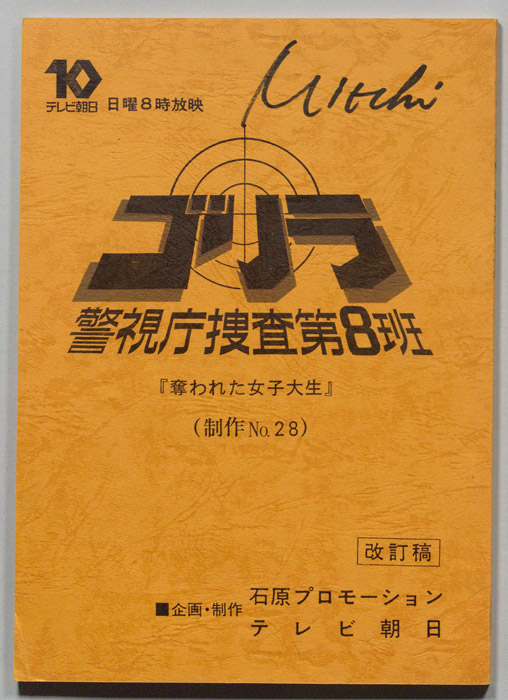 Mitchi
10
テレビ朝日 日曜8時放映
ゴリラ
警視庁捜査第8班
『奪われた女子大生』
(制作No.28)
改訂稿
■企画・制作 石原プロモーション
テレビ朝日